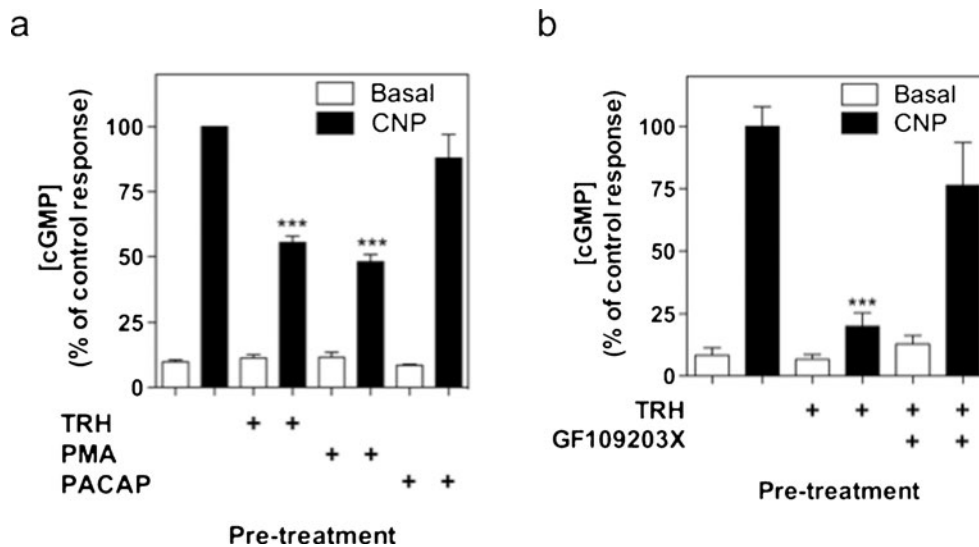 a
Basal
CNP
[cGMP]
(% of control response)
100
75
50
25
0
***
***
TRH + +
PMA + +
PACAP + +
Pre-treatment
b
Basal
CNP
[cGMP]
(% of control response)
100
75
50
25
0
***
TRH + + + +
GF109203X + +
Pre-treatment